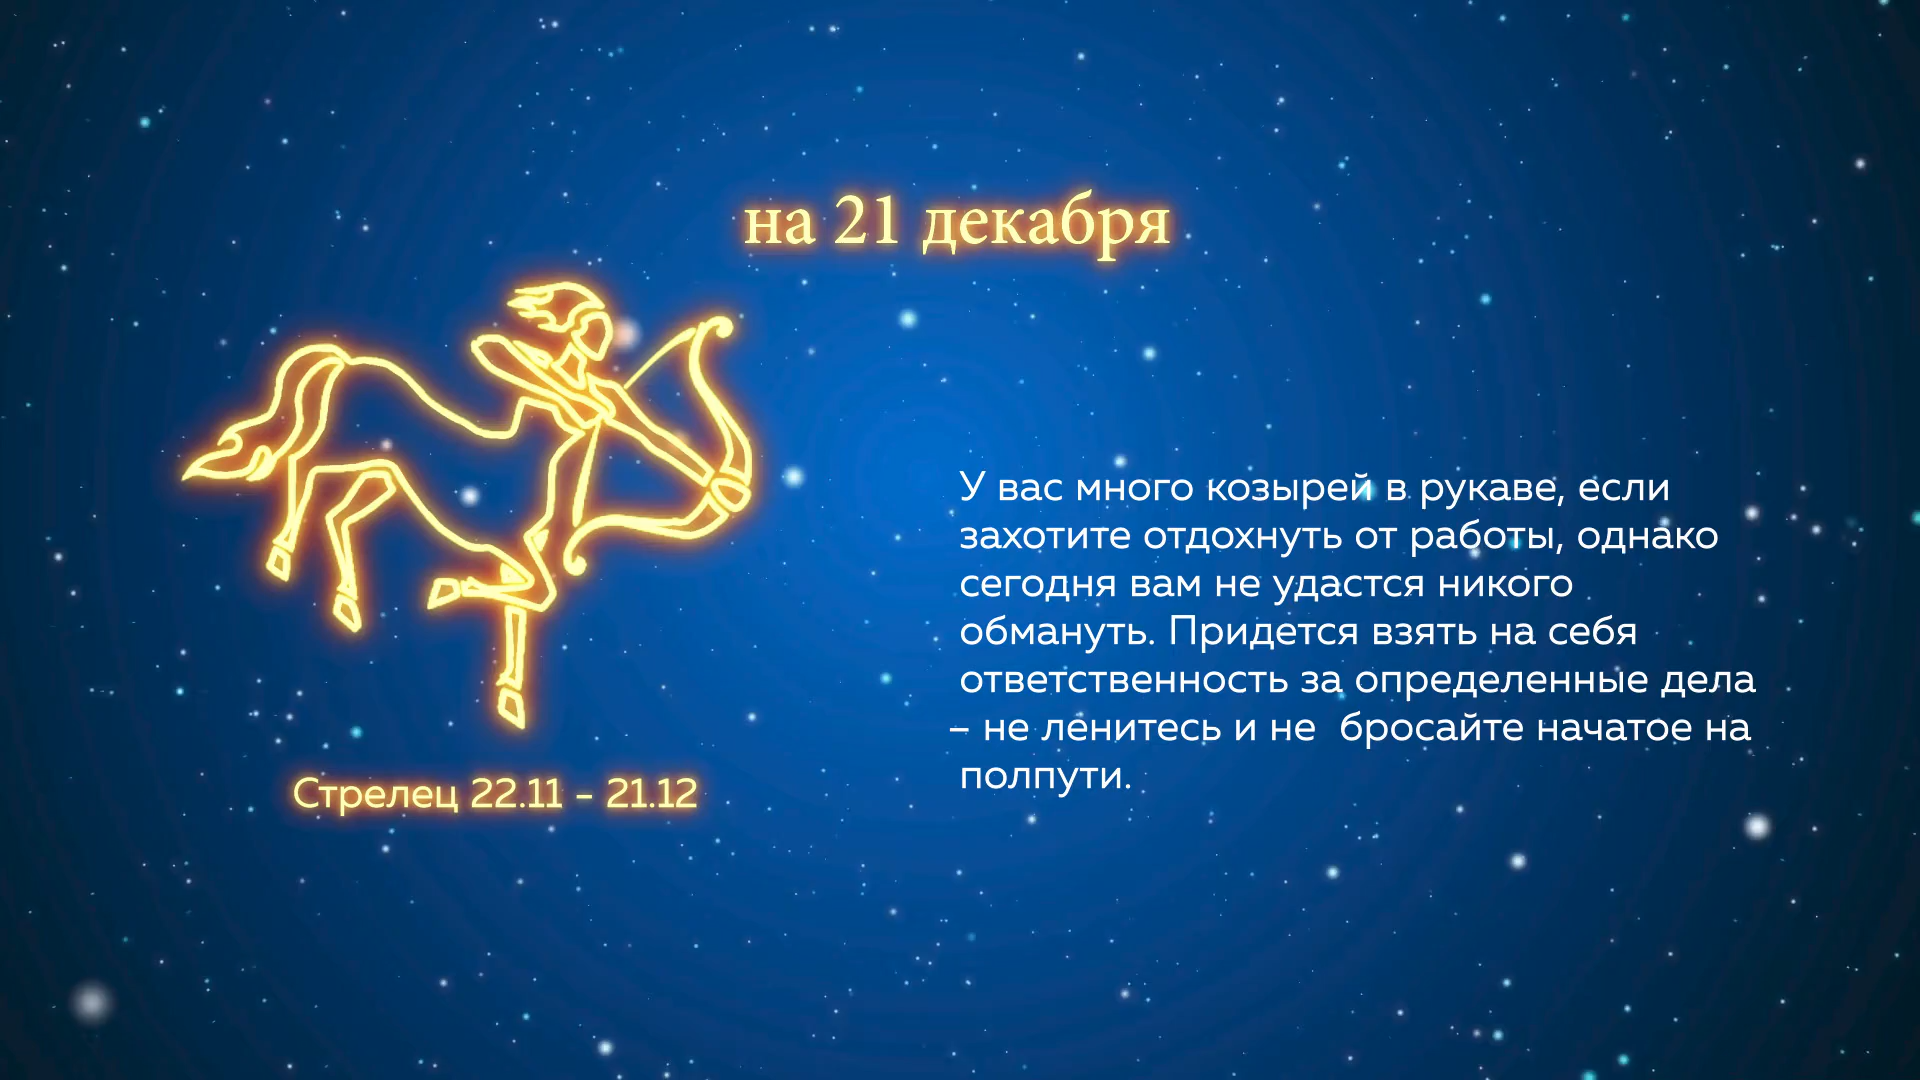 на 21 декабря
У вас много козырей в рукаве, если
захотите отдохнуть от работы, однако
сегодня вам не удастся никого
обмануть. Придется взять на себя
ответственность за определенные дела
– не ленитесь и не  бросайте начатое на
полпути.
Стрелец 22.11 – 21.12